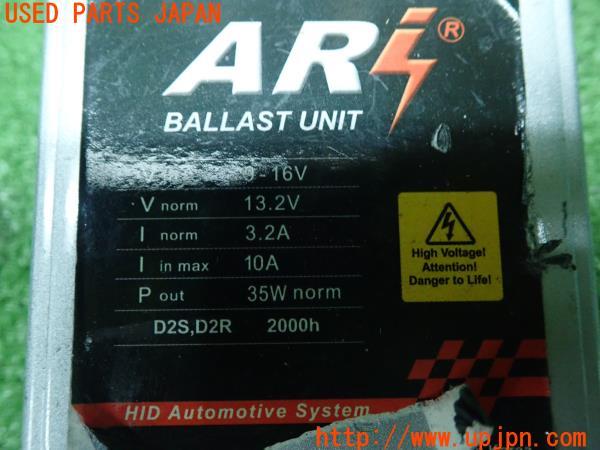 USED PARTS JAPAN
ARi®
BALLAST UNIT
V - 16V
V norm 13.2V
I norm 3.2A
I in max 10A
P out 35W norm
D2S,D2R 2000h
High Voltage!
Attention!
Danger to Life!
HID Automotive System
http://www.upjpn.com/